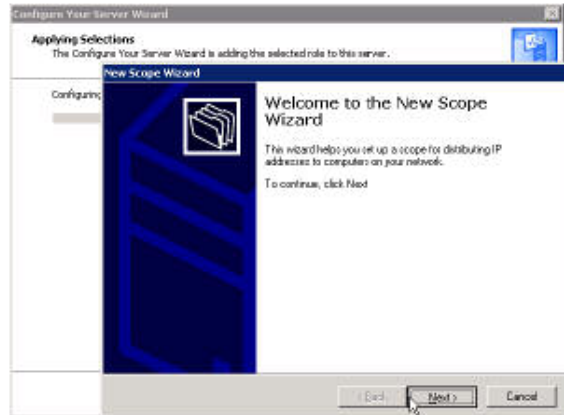 Configure Your Server Wizard
Applying Selections
The Configure Your Server Wizard is adding the selected role to this server.
New Scope Wizard
Configuring
Welcome to the New Scope
Wizard
This wizard helps you set up a scope for distributing IP
addresses to computers on your network.
To continue, click Next
< Back Next > Cancel